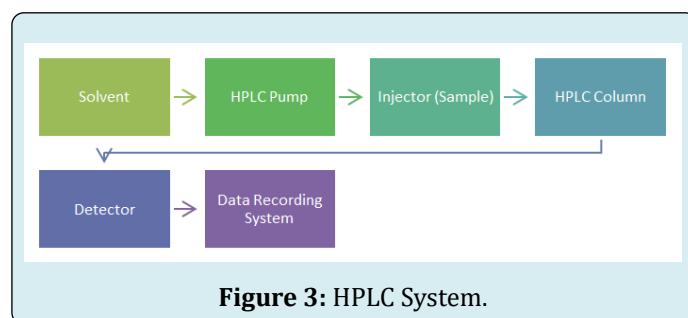 Solvent
HPLC Pump
Injector (Sample)
HPLC Column
Detector
Data Recording
System
Figure 3: HPLC System.